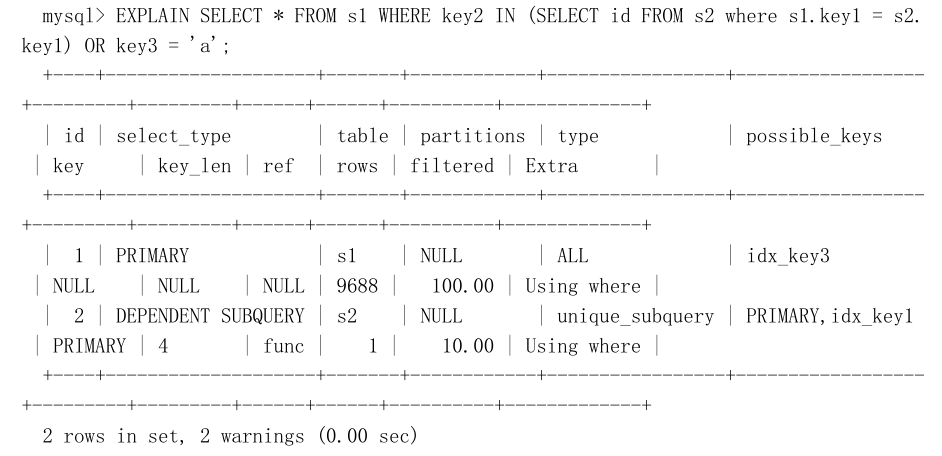 mysql> EXPLAIN SELECT * FROM s1 WHERE key2 IN (SELECT id FROM s2 where s1.key1 = s2.
key1) OR key3 = 'a';
+----+--------------------+-------+------------+-----------------+------------------
+---------+---------+------+------+----------+-------------+
| id | select_type        | table | partitions | type            | possible_keys
| key     | key_len | ref  | rows | filtered | Extra       |
+----+--------------------+-------+------------+-----------------+------------------
+---------+---------+------+------+----------+-------------+
|  1 | PRIMARY            | s1    | NULL       | ALL             | idx_key3
| NULL    | NULL    | NULL | 9688 |   100.00 | Using where |
|  2 | DEPENDENT SUBQUERY | s2    | NULL       | unique_subquery | PRIMARY,idx_key1
| PRIMARY | 4       | func |    1 |    10.00 | Using where |
+----+--------------------+-------+------------+-----------------+------------------
+---------+---------+------+------+----------+-------------+
2 rows in set, 2 warnings (0.00 sec)